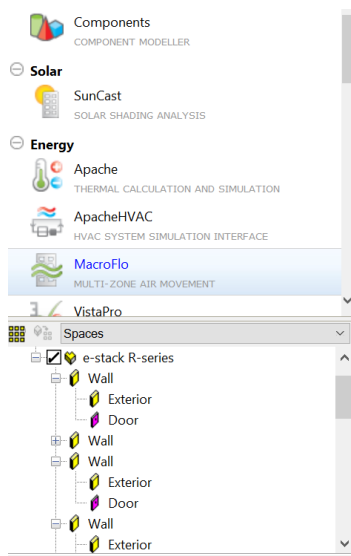 Components
COMPONENT MODELLER
Solar
SunCast
SOLAR SHADING ANALYSIS
Energy
Apache
THERMAL CALCULATION AND SIMULATION
ApacheHVAC
HVAC SYSTEM SIMULATION INTERFACE
MacroFlo
MULTI-ZONE AIR MOVEMENT
VistaPro
Spaces
e-stack R-series
Wall
Exterior
Door
Wall
Wall
Exterior
Door
Wall
Exterior